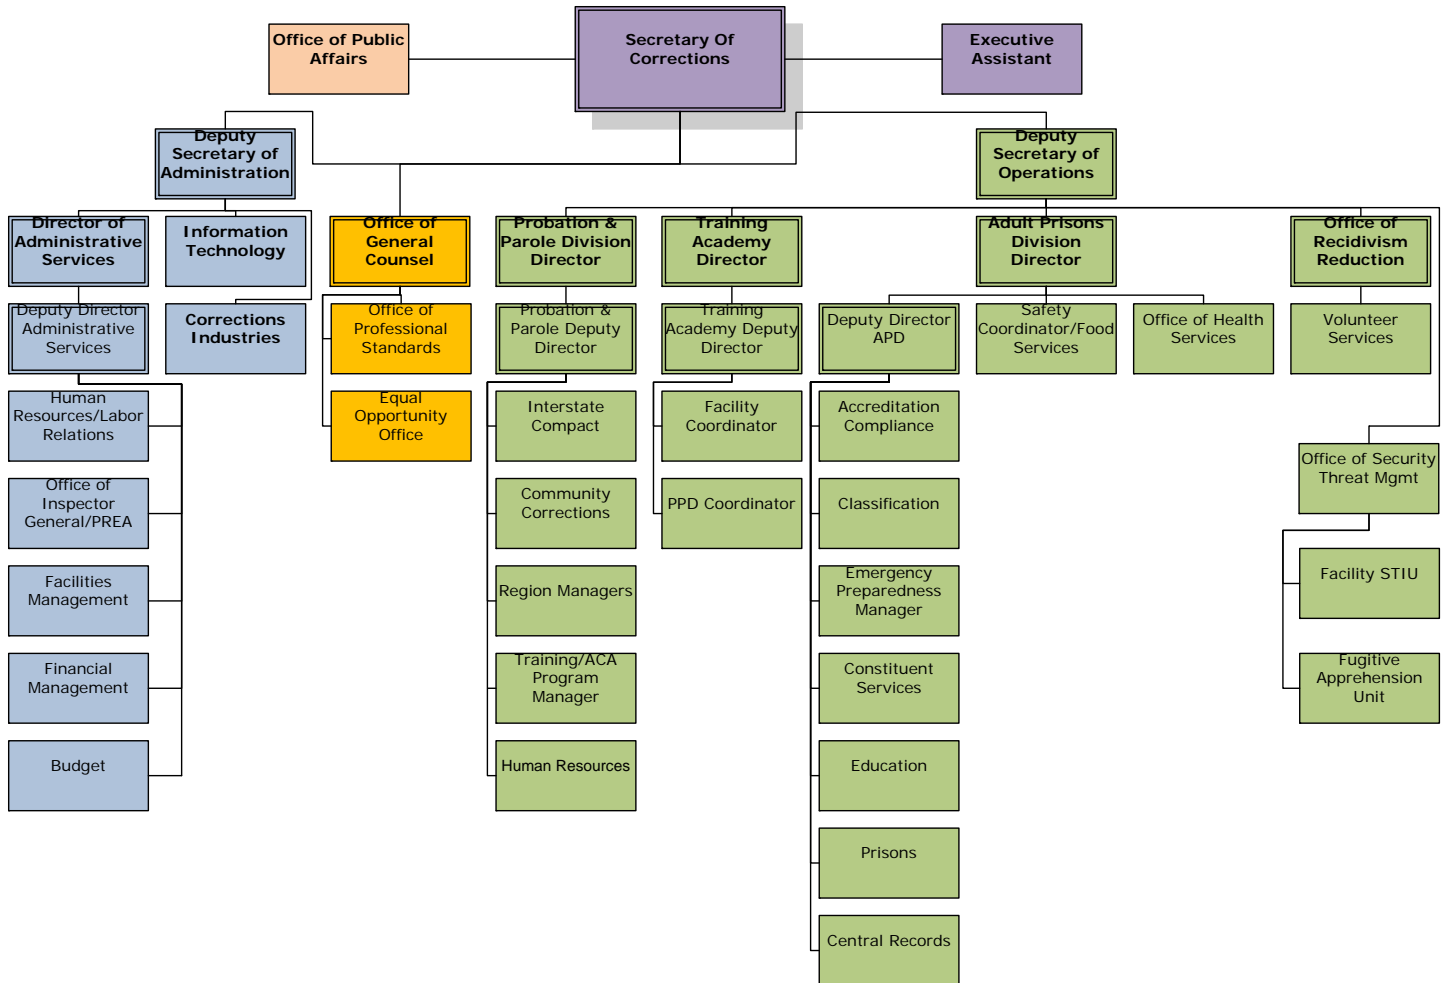 Office of Public
Affairs
Secretary Of
Corrections
Executive
Assistant
Deputy
Secretary of
Administration
Deputy
Secretary of
Operations
Director of
Administrative
Services
Information
Technology
Office of
General
Counsel
Probation &
Parole Division
Director
Training
Academy
Director
Adult Prisons
Division
Director
Office of
Recidivism
Reduction
Deputy Director
Administrative
Services
Corrections
Industries
Office of
Professional
Standards
Probation &
Parole Deputy
Director
Training
Academy Deputy
Director
Deputy Director
APD
Safety
Coordinator/Food
Services
Office of Health
Services
Volunteer
Services
Human
Resources/Labor
Relations
Equal
Opportunity
Office
Interstate
Compact
Facility
Coordinator
Accreditation
Compliance
Office of Security
Threat Mgmt
Office of
Inspector
General/PREA
Community
Corrections
PPD Coordinator
Classification
Facilities
Management
Region Managers
Emergency
Preparedness
Manager
Facility STIU
Financial
Management
Training/ACA
Program
Manager
Constituent
Services
Fugitive
Apprehension
Unit
Budget
Human Resources
Education
Prisons
Central Records